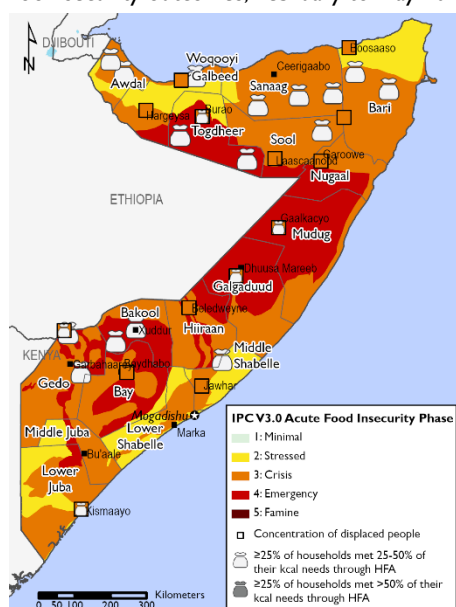 N
DJIBOUTI
Boosaaso
Woqooyi
Galbeed
Ceerigaabo
Awdal
Sanaag
Bari
Hargeysa
Burao
Togdheer
Sool
Laascaanood
Garoowe
Nugaal
ETHIOPIA
Gaalkacyo
Mudug
Dhuusa Mareeb
Galgaduud
Bakool
Beledweyne
Xuddur
Hiiraan
Middle
Shabelle
KENYA
Garbahaarey
Gedo
Baydhabo
Bay
Jawhar
Mogadishu
Middle Juba
Lower
Shabelle
Marka
Bu'aale
Lower
Juba
Kismaayo
0 50 100 200 300 Kilometers
IPC V3.0 Acute Food Insecurity Phase
1: Minimal
2: Stressed
3: Crisis
4: Emergency
5: Famine
Concentration of displaced people
≥25% of households met 25-50% of
their kcal needs through HFA
≥25% of households met >50% of their
kcal needs through HFA